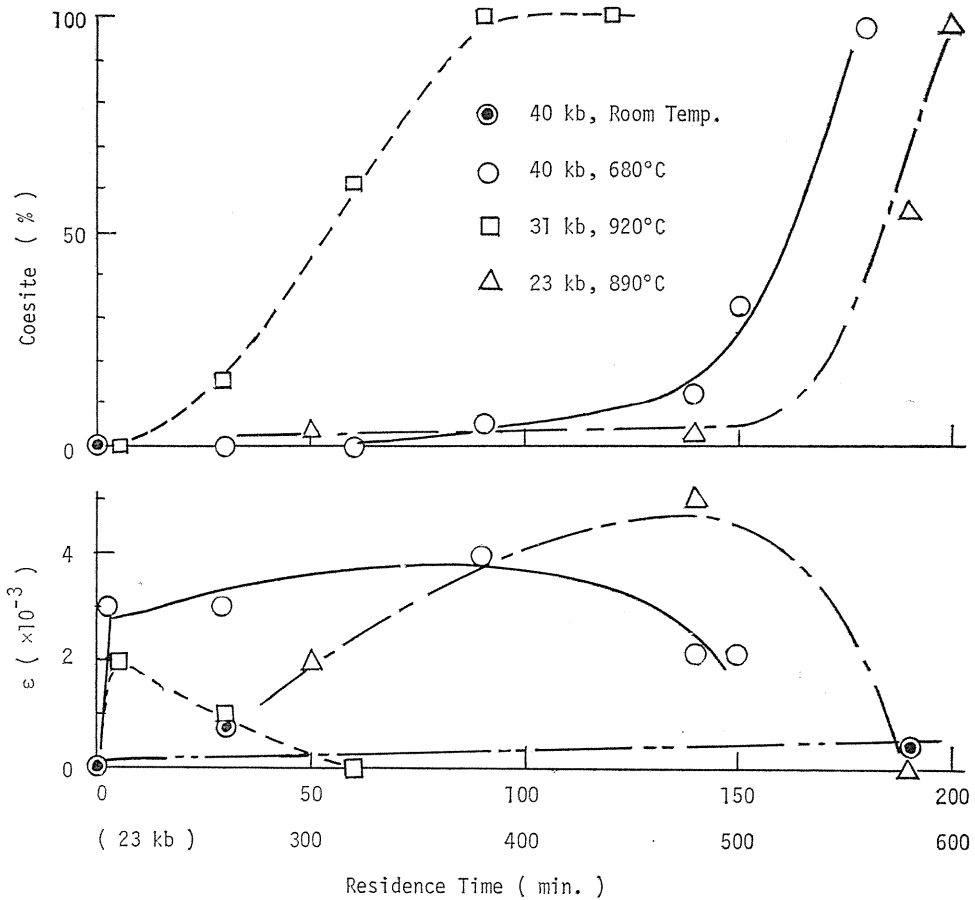 100
50
0
Coesite ( % )
40 kb, Room Temp.
40 kb, 680°C
31 kb, 920°C
23 kb, 890°C
4
2
0
ε ( ×10⁻³ )
0 50 100 150 200
( 23 kb ) 300 400 500 600
Residence Time ( min. )